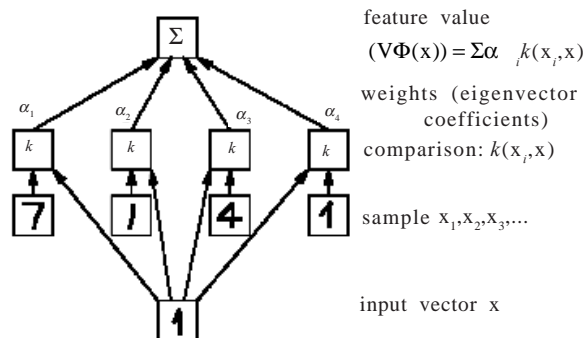 feature value
Σ
(VΦ(x)) = Σα ᵢk(xᵢ,x)
weights (eigenvector
coefficients)
α₁ α₂ α₃ α₄
k k k k
comparison: k(xᵢ,x)
7 1 4 1
sample x₁,x₂,x₃,...
1
input vector x